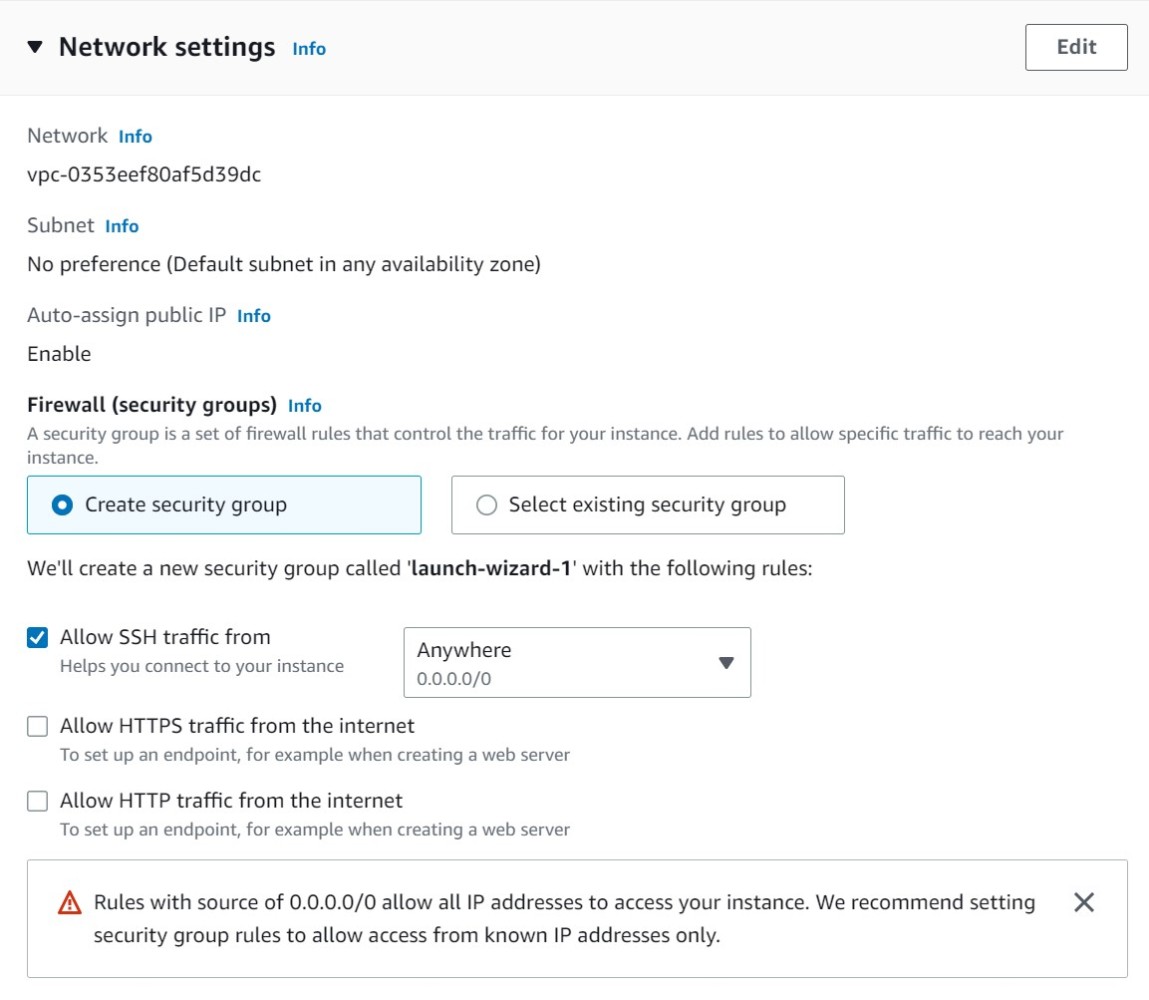 Network settings Info
Edit
Network Info
vpc-0353eef80af5d39dc
Subnet Info
No preference (Default subnet in any availability zone)
Auto-assign public IP Info
Enable
Firewall (security groups) Info
A security group is a set of firewall rules that control the traffic for your instance. Add rules to allow specific traffic to reach your
instance.
Create security group
Select existing security group
We'll create a new security group called 'launch-wizard-1' with the following rules:
Allow SSH traffic from
Helps you connect to your instance
Anywhere
0.0.0.0/0
Allow HTTPS traffic from the internet
To set up an endpoint, for example when creating a web server
Allow HTTP traffic from the internet
To set up an endpoint, for example when creating a web server
Rules with source of 0.0.0.0/0 allow all IP addresses to access your instance. We recommend setting
security group rules to allow access from known IP addresses only.